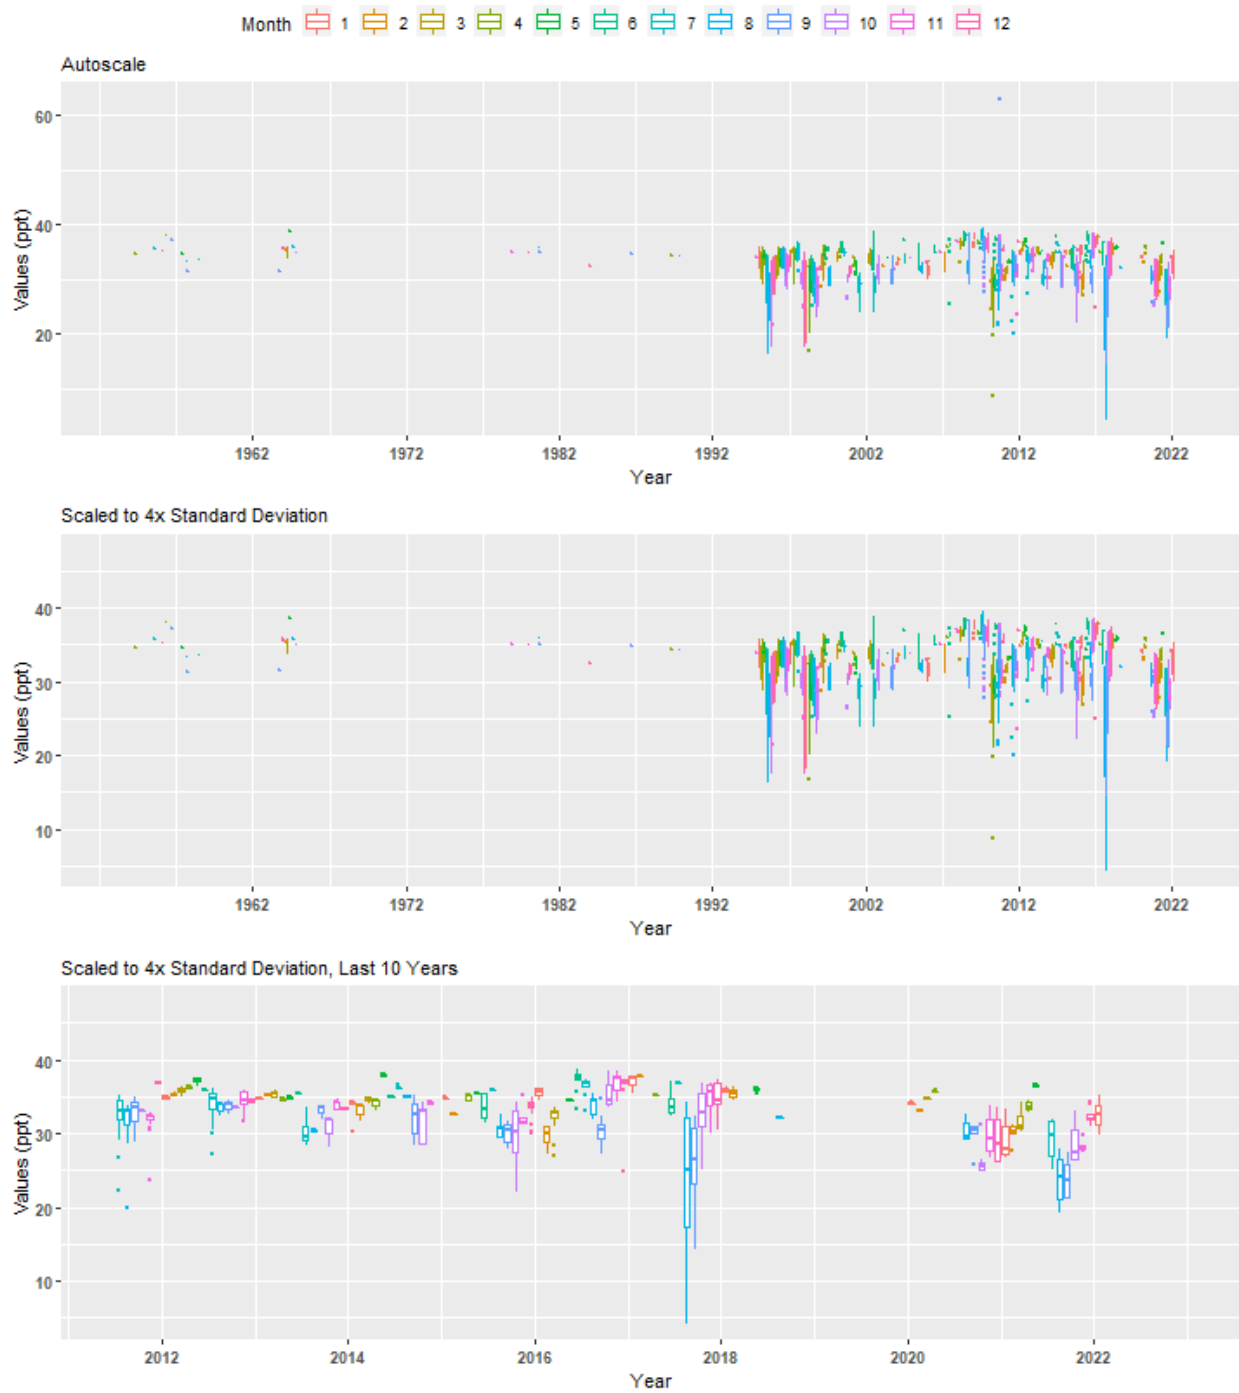 Month 1 2 3 4 5 6 7 8 9 10 11 12
Autoscale
Values (ppt)
60
40
20
1962 1972 1982 1992 2002 2012 2022
Year
Scaled to 4x Standard Deviation
Values (ppt)
40
30
20
10
1962 1972 1982 1992 2002 2012 2022
Year
Scaled to 4x Standard Deviation, Last 10 Years
Values (ppt)
40
30
20
10
2012 2014 2016 2018 2020 2022
Year